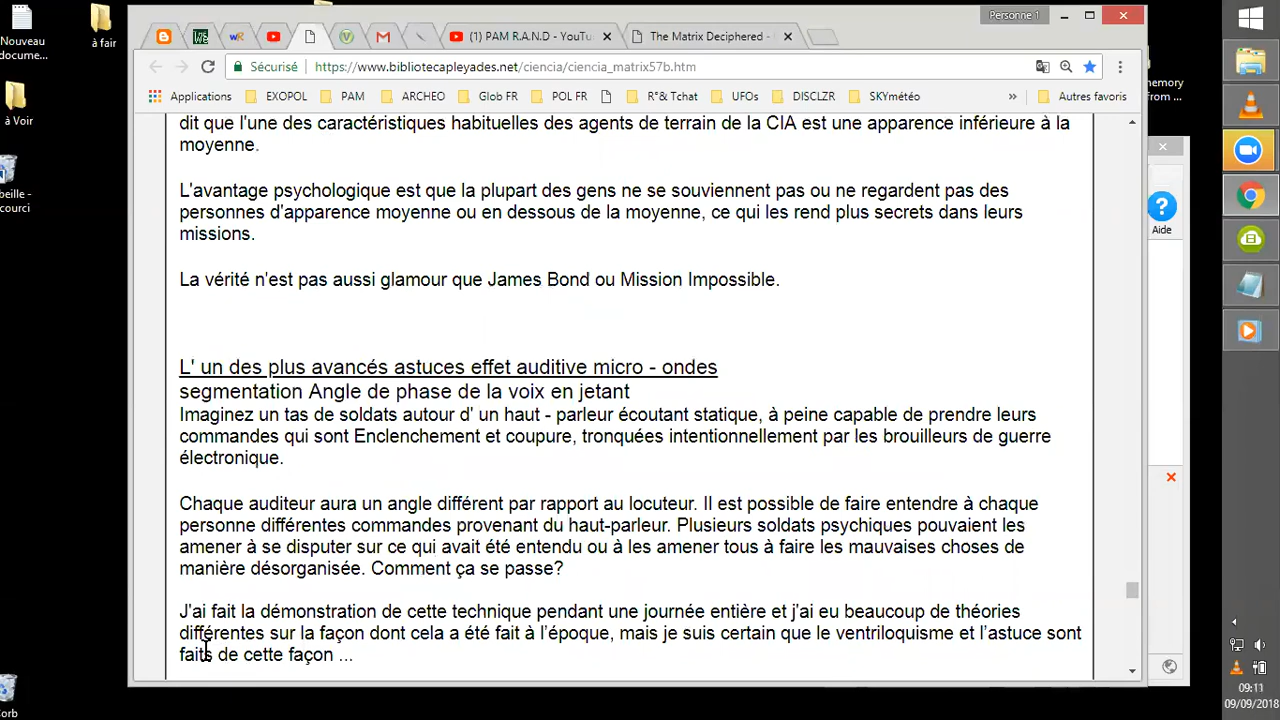 Nouveau
docume...
à fair
à Voir
beille -
courci
Corb
Personne 1
(1) PAM R.A.N.D - YouTu
The Matrix Deciphered -
Sécurisé
https://www.bibliotecapleyades.net/ciencia/ciencia_matrix57b.htm
Applications
EXOPOL
PAM
ARCHEO
Glob FR
POL FR
R°& Tchat
UFOs
DISCLZR
SKYmétéo
»
Autres favoris
dit que l'une des caractéristiques habituelles des agents de terrain de la CIA est une apparence inférieure à la
moyenne.
L'avantage psychologique est que la plupart des gens ne se souviennent pas ou ne regardent pas des
personnes d'apparence moyenne ou en dessous de la moyenne, ce qui les rend plus secrets dans leurs
missions.
La vérité n'est pas aussi glamour que James Bond ou Mission Impossible.
L' un des plus avancés astuces effet auditive micro - ondes
segmentation Angle de phase de la voix en jetant
Imaginez un tas de soldats autour d' un haut - parleur écoutant statique, à peine capable de prendre leurs
commandes qui sont Enclenchement et coupure, tronquées intentionnellement par les brouilleurs de guerre
électronique.
Chaque auditeur aura un angle différent par rapport au locuteur. Il est possible de faire entendre à chaque
personne différentes commandes provenant du haut-parleur. Plusieurs soldats psychiques pouvaient les
amener à se disputer sur ce qui avait été entendu ou à les amener tous à faire les mauvaises choses de
manière désorganisée. Comment ça se passe?
J'ai fait la démonstration de cette technique pendant une journée entière et j'ai eu beaucoup de théories
différentes sur la façon dont cela a été fait à l'époque, mais je suis certain que le ventriloquisme et l'astuce sont
faits de cette façon ...
memory
from ...
Aide
09:11
09/09/2018